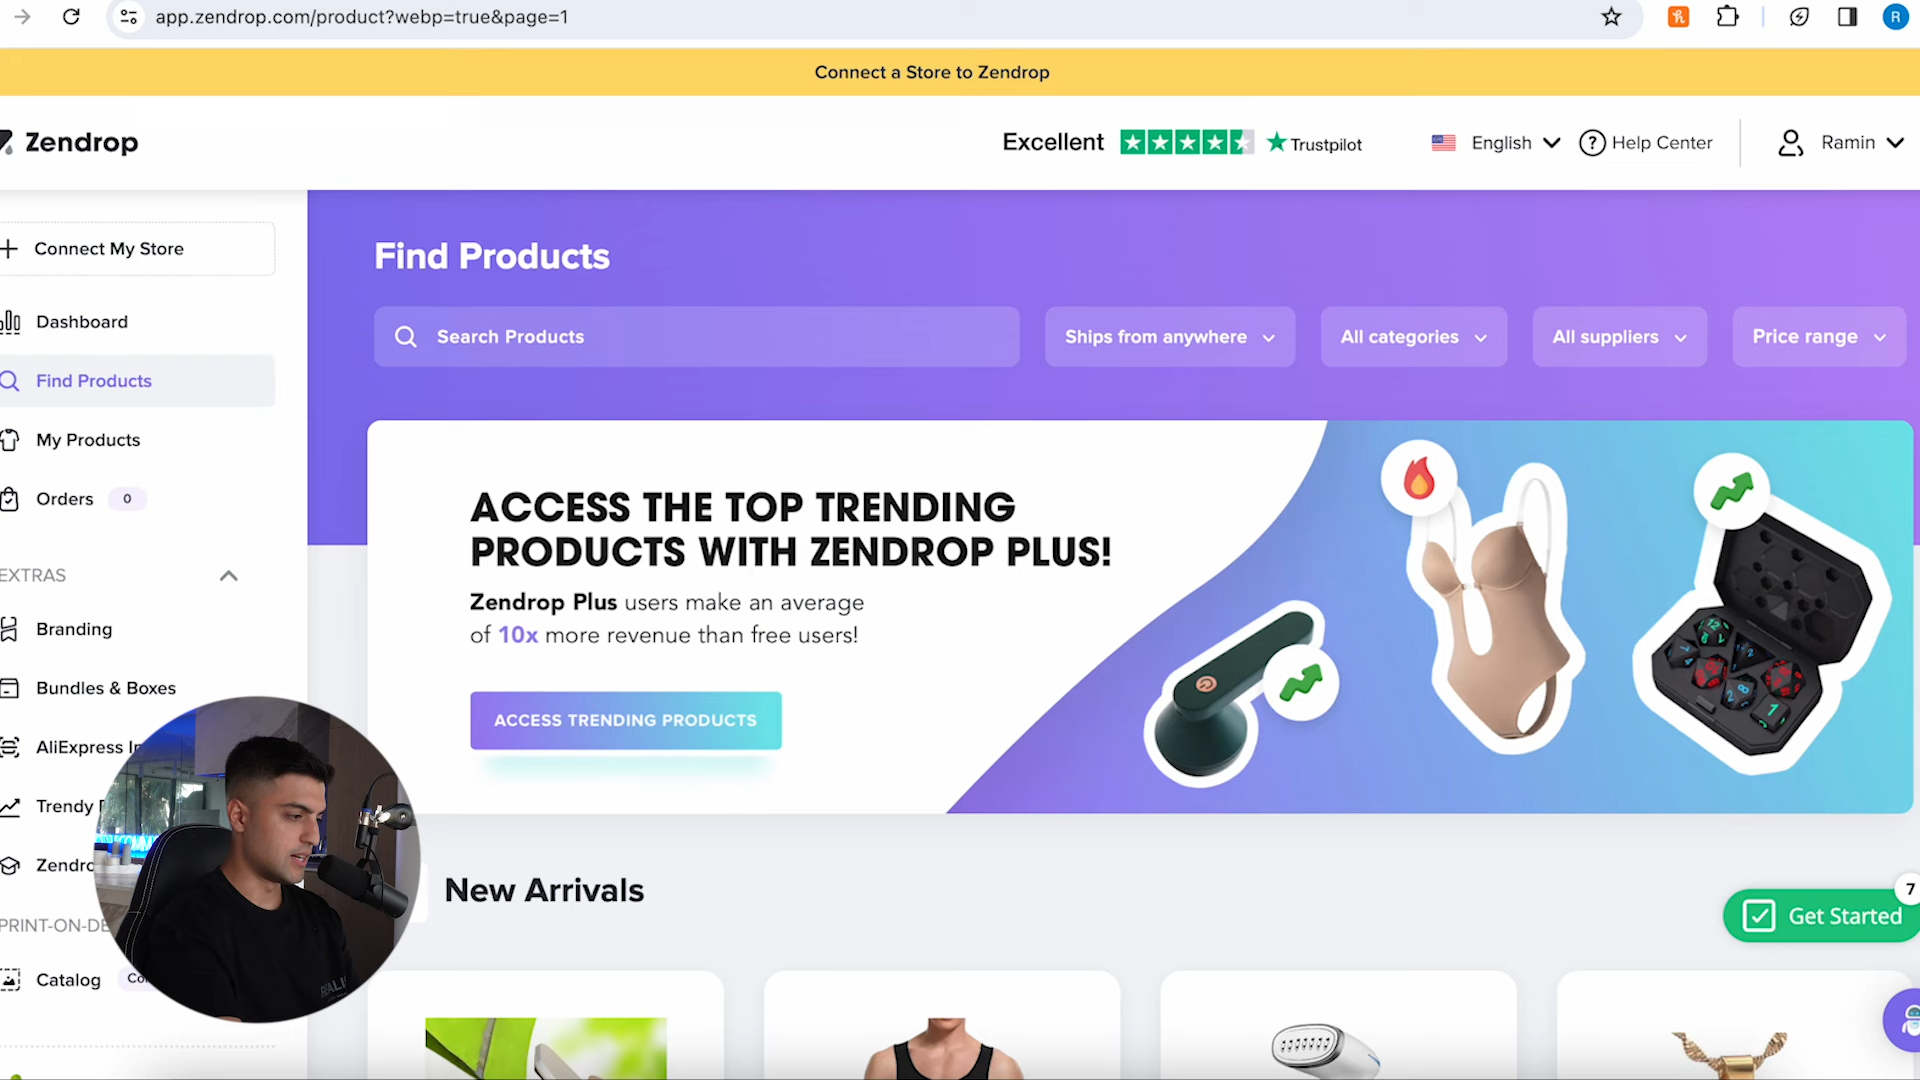 app.zendrop.com/product?webp=true&page=1
R
Connect a Store to Zendrop
Zendrop
Excellent
Trustpilot
English
Help Center
Ramin
Connect My Store
Dashboard
Find Products
My Products
Orders 0
EXTRAS
Branding
Bundles & Boxes
AliExpress
Trendy
PRINT-ON-DE
Catalog
Find Products
Search Products
Ships from anywhere
All categories
All suppliers
Price range
ACCESS THE TOP TRENDING
PRODUCTS WITH ZENDROP PLUS!
Zendrop Plus users make an average
of 10x more revenue than free users!
ACCESS TRENDING PRODUCTS
New Arrivals
7
Get Started